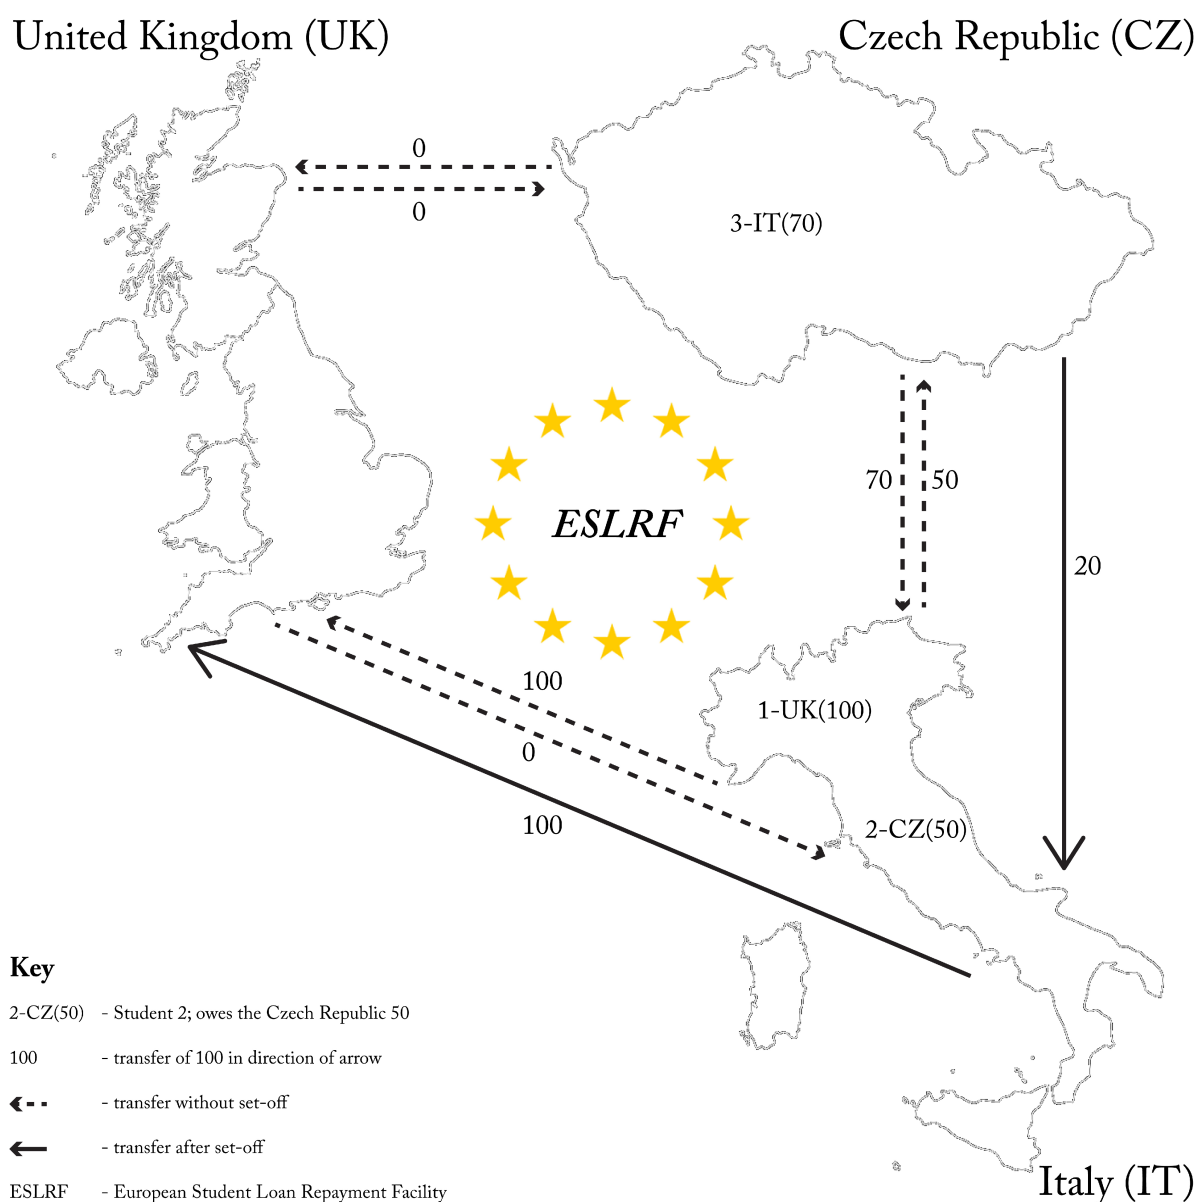 United Kingdom (UK)
Czech Republic (CZ)
0
0
3-IT(70)
70
50
20
ESLRF
100
0
100
1-UK(100)
2-CZ(50)
Key
2-CZ(50) - Student 2; owes the Czech Republic 50
100 - transfer of 100 in direction of arrow
- transfer without set-off
- transfer after set-off
ESLRF - European Student Loan Repayment Facility
Italy (IT)